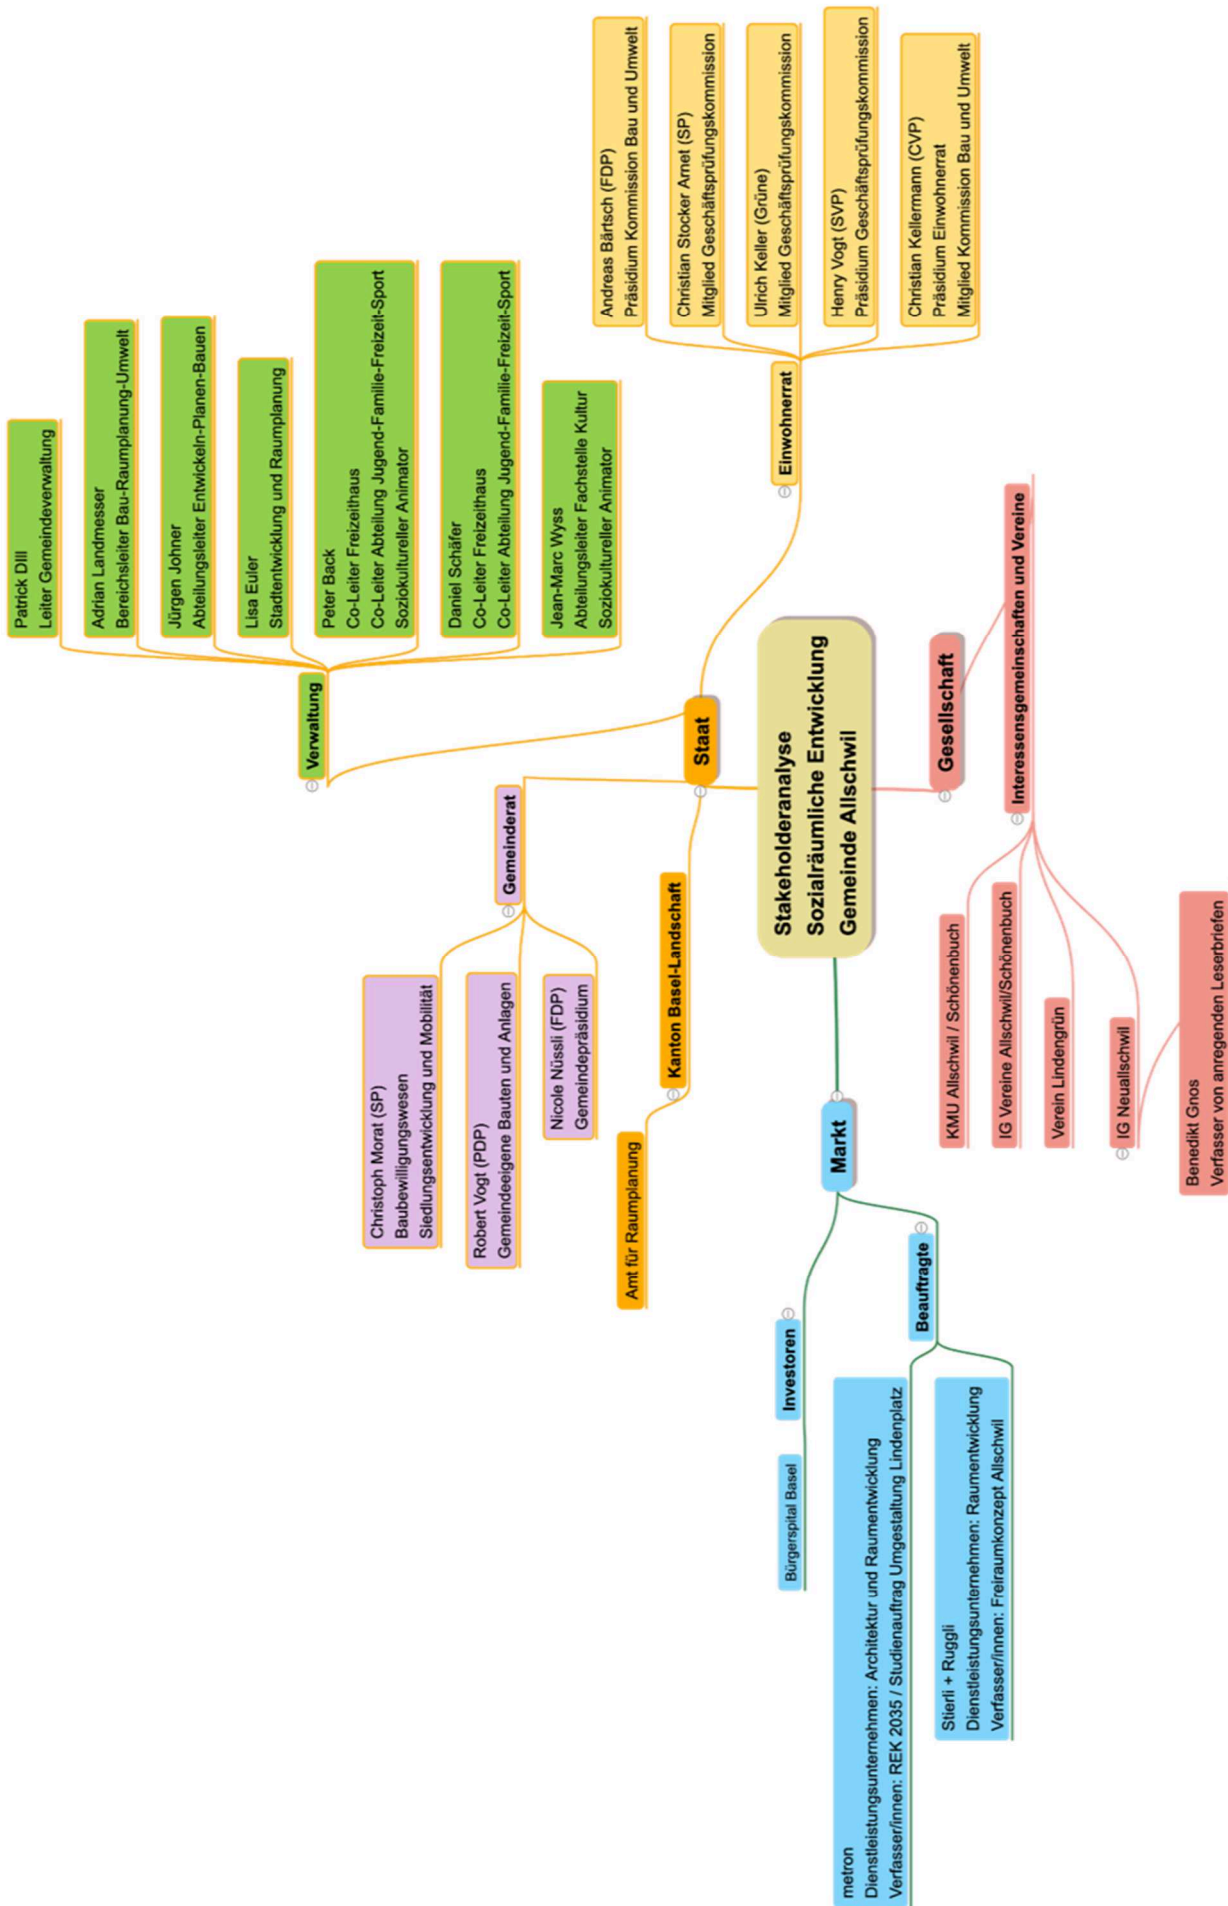 Stakeholderanalyse
Sozialräumliche Entwicklung
Gemeinde Allschwil
Staat
Verwaltung
Patrick Dill
Leiter Gemeindeverwaltung
Adrian Landmesser
Bereichsleiter Bau-Raumplanung-Umwelt
Jürgen Johner
Abteilungsleiter Entwickeln-Planen-Bauen
Lisa Euler
Stadtentwicklung und Raumplanung
Peter Back
Co-Leiter Freizeithaus
Co-Leiter Abteilung Jugend-Familie-Freizeit-Sport
Soziokultureller Animator
Daniel Schäfer
Co-Leiter Freizeithaus
Co-Leiter Abteilung Jugend-Familie-Freizeit-Sport
Jean-Marc Wyss
Abteilungsleiter Fachstelle Kultur
Soziokultureller Animator
Einwohnerrat
Andreas Bärtsch (FDP)
Präsidium Kommission Bau und Umwelt
Christian Stocker Arnet (SP)
Mitglied Geschäftsprüfungskommission
Ulrich Keller (Grüne)
Mitglied Geschäftsprüfungskommission
Henry Vogt (SVP)
Präsidium Geschäftsprüfungskommission
Christian Kellermann (CVP)
Präsidium Einwohnerrat
Mitglied Kommission Bau und Umwelt
Gemeinderat
Christoph Morat (SP)
Baubewilligungswesen
Siedlungsentwicklung und Mobilität
Robert Vogt (PDP)
Gemeindeeigene Bauten und Anlagen
Nicole Nüssli (FDP)
Gemeindepräsidium
Kanton Basel-Landschaft
Amt für Raumplanung
Markt
Investoren
Bürgerspital Basel
Beauftragte
metron
Dienstleistungsunternehmen: Architektur und Raumentwicklung
Verfasser/innen: REK 2035 / Studienauftrag Umgestaltung Lindenplatz
Stierli + Ruggli
Dienstleistungsunternehmen: Raumentwicklung
Verfasser/innen: Freiraumkonzept Allschwil
Gesellschaft
Interessensgemeinschaften und Vereine
KMU Allschwil / Schönenbuch
IG Vereine Allschwil/Schönenbuch
Verein Lindengrün
IG Neuallschwil
Benedikt Gnos
Verfasser von anregenden Leserbriefen